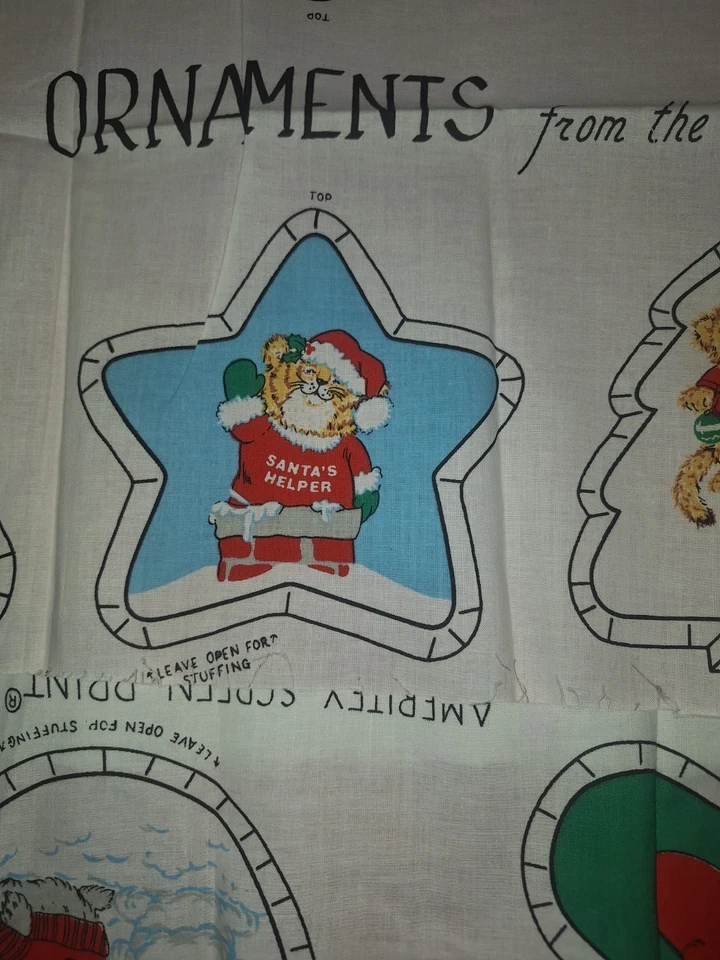 TOP
ORNAMENTS from the
TOP
SANTA'S
HELPER
LEAVE OPEN FOR
STUFFING
AMERITEX SCREEN PRINT®
LEAVE OPEN FOR STUFFING